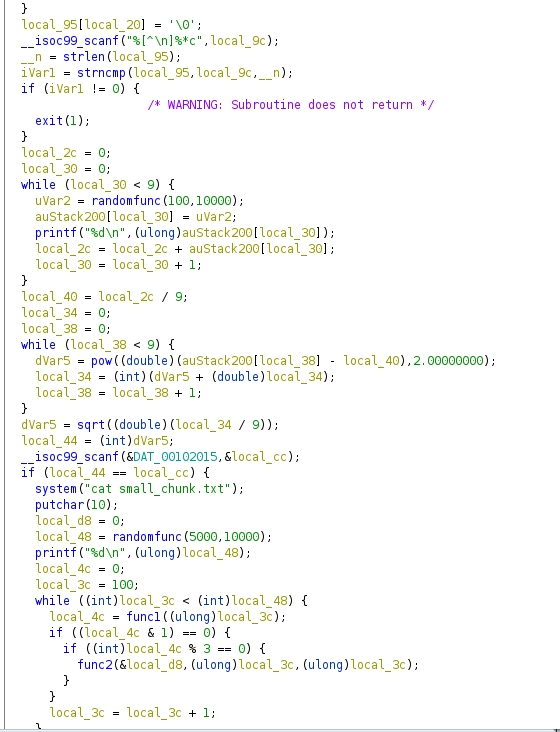 }
local_95[local_20] = '\0';
__isoc99_scanf("%[^\n]%*c",local_9c);
__n = strlen(local_95);
iVar1 = strncmp(local_95,local_9c,__n);
if (iVar1 != 0) {
/* WARNING: Subroutine does not return */
exit(1);
}
local_2c = 0;
local_30 = 0;
while (local_30 < 9) {
uVar2 = randomfunc(100,10000);
auStack200[local_30] = uVar2;
printf("%d\n",(ulong)auStack200[local_30]);
local_2c = local_2c + auStack200[local_30];
local_30 = local_30 + 1;
}
local_40 = local_2c / 9;
local_34 = 0;
local_38 = 0;
while (local_38 < 9) {
dVar5 = pow((double)(auStack200[local_38] - local_40),2.00000000);
local_34 = (int)(dVar5 + (double)local_34);
local_38 = local_38 + 1;
}
dVar5 = sqrt((double)(local_34 / 9));
local_44 = (int)dVar5;
__isoc99_scanf(&DAT_00102015,&local_cc);
if (local_44 == local_cc) {
system("cat small_chunk.txt");
putchar(10);
local_d8 = 0;
local_48 = randomfunc(5000,10000);
printf("%d\n",(ulong)local_48);
local_4c = 0;
local_3c = 100;
while ((int)local_3c < (int)local_48) {
local_4c = func1((ulong)local_3c);
if ((local_4c & 1) == 0) {
if ((int)local_4c % 3 == 0) {
func2(&local_d8,(ulong)local_3c,(ulong)local_3c);
}
}
local_3c = local_3c + 1;
}